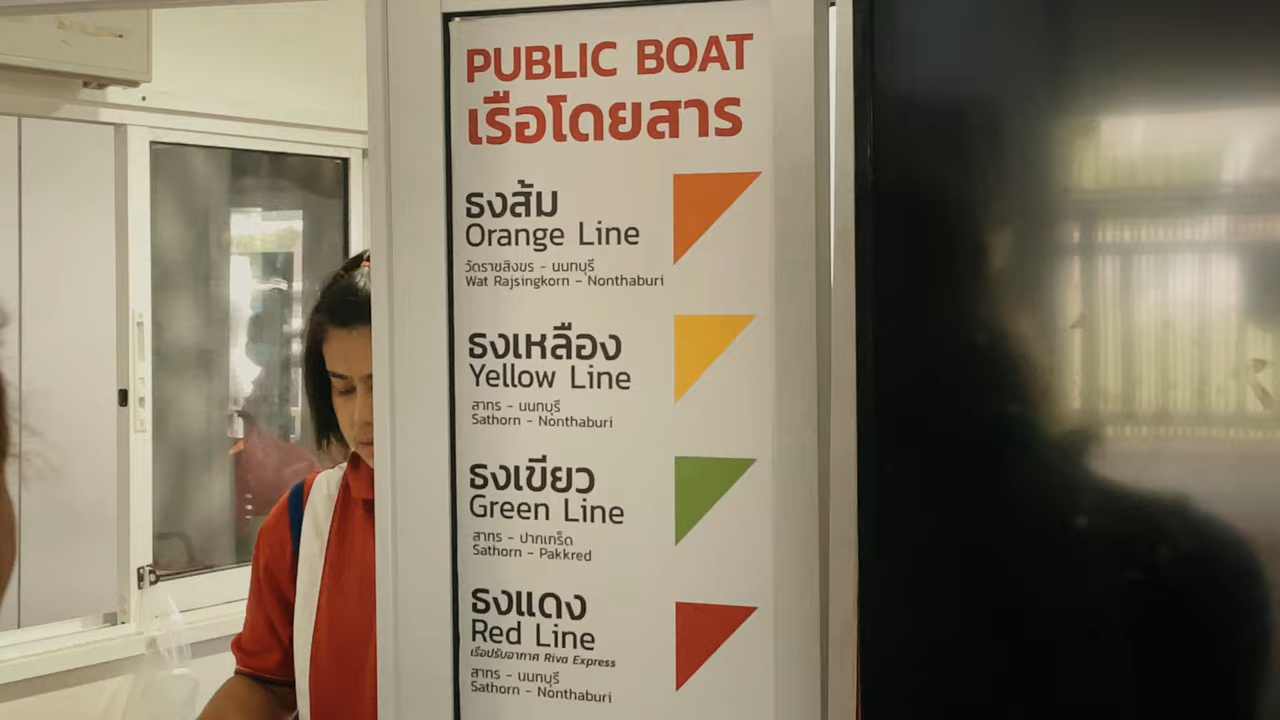 PUBLIC BOAT
เรือโดยสาร
ธงส้ม
Orange Line
วัดราชสิงขร - นนทบุรี
Wat Rajsingkorn - Nonthaburi
ธงเหลือง
Yellow Line
สาทร - นนทบุรี
Sathorn - Nonthaburi
ธงเขียว
Green Line
สาทร - ปากเกร็ด
Sathorn - Pakkred
ธงแดง
Red Line
เรือปรับอากาศ Riva Express
สาทร - นนทบุรี
Sathorn - Nonthaburi